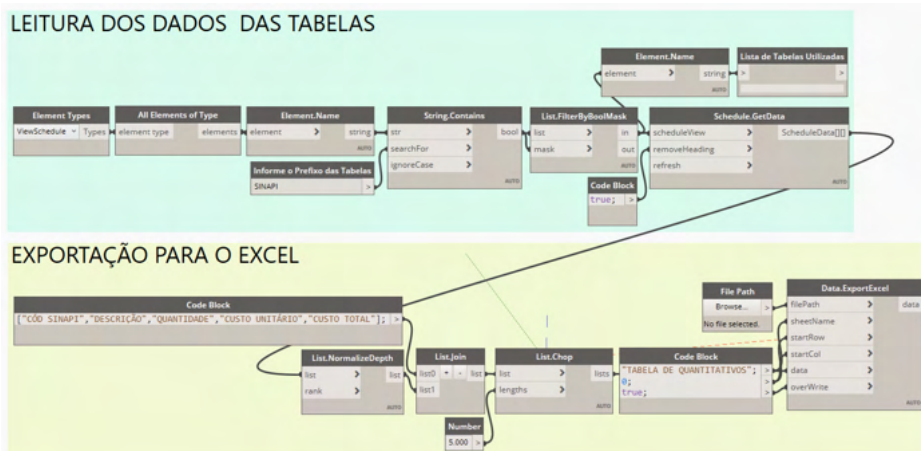 LEITURA DOS DADOS DAS TABELAS
Element.Name
element > string
AUTO
Lista de Tabelas Utilizadas
> >
Element Types
ViewSchedule Types
All Elements of Type
element type elements
Element.Name
element > string
AUTO
String.Contains
str > bool
searchFor >
ignoreCase >
AUTO
List.FilterByBoolMask
list > in
mask > out
AUTO
Schedule.GetData
scheduleView > ScheduleData[][]
removeHeading >
refresh >
AUTO
Informe o Prefixo das Tabelas
SINAPI >
Code Block
true; >
EXPORTAÇÃO PARA O EXCEL
Code Block
["CÓD SINAPI","DESCRIÇÃO","QUANTIDADE","CUSTO UNITÁRIO","CUSTO TOTAL"]; >
File Path
Browse... >
No file selected.
Data.ExportExcel
filePath > data
sheetName >
startRow >
startCol >
data >
overWrite >
AUTO
List.NormalizeDepth
list > list
rank >
AUTO
List.Join
list0 + - list
list1
AUTO
List.Chop
list > lists
lengths >
AUTO
Code Block
"TABELA DE QUANTITATIVOS"; >
0; >
true; >
Number
5.000 >